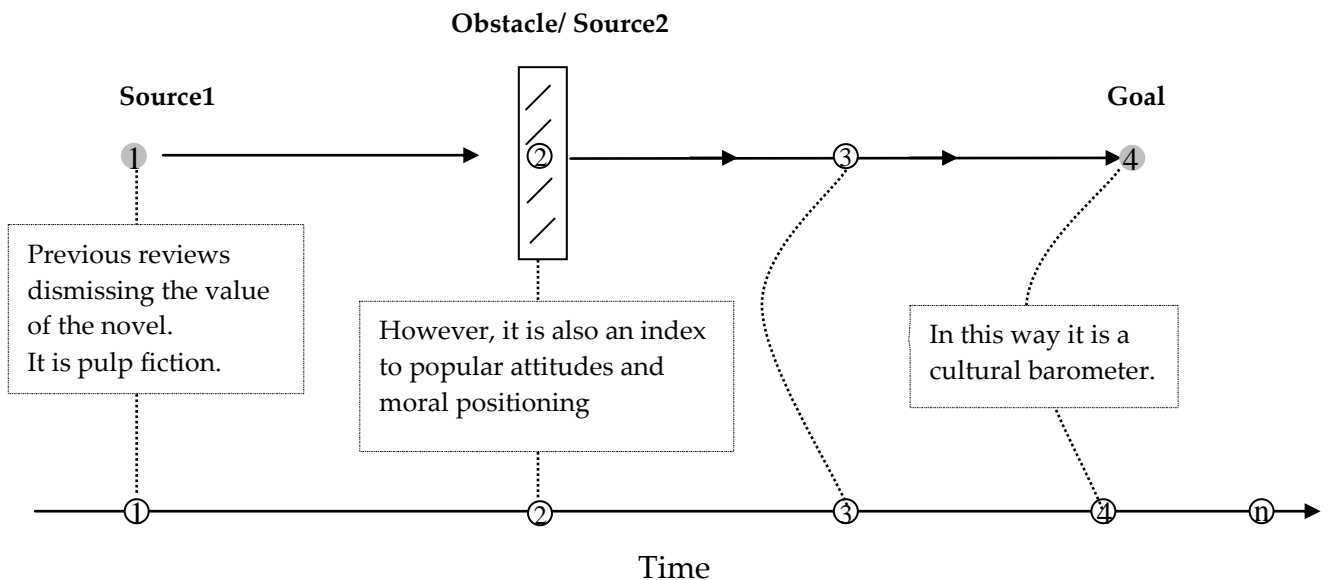 Obstacle/ Source2
Source1
Goal
1
2
3
4
Previous reviews
dismissing the value
of the novel.
It is pulp fiction.
However, it is also an index
to popular attitudes and
moral positioning
In this way it is a
cultural barometer.
1
2
3
4
n
Time